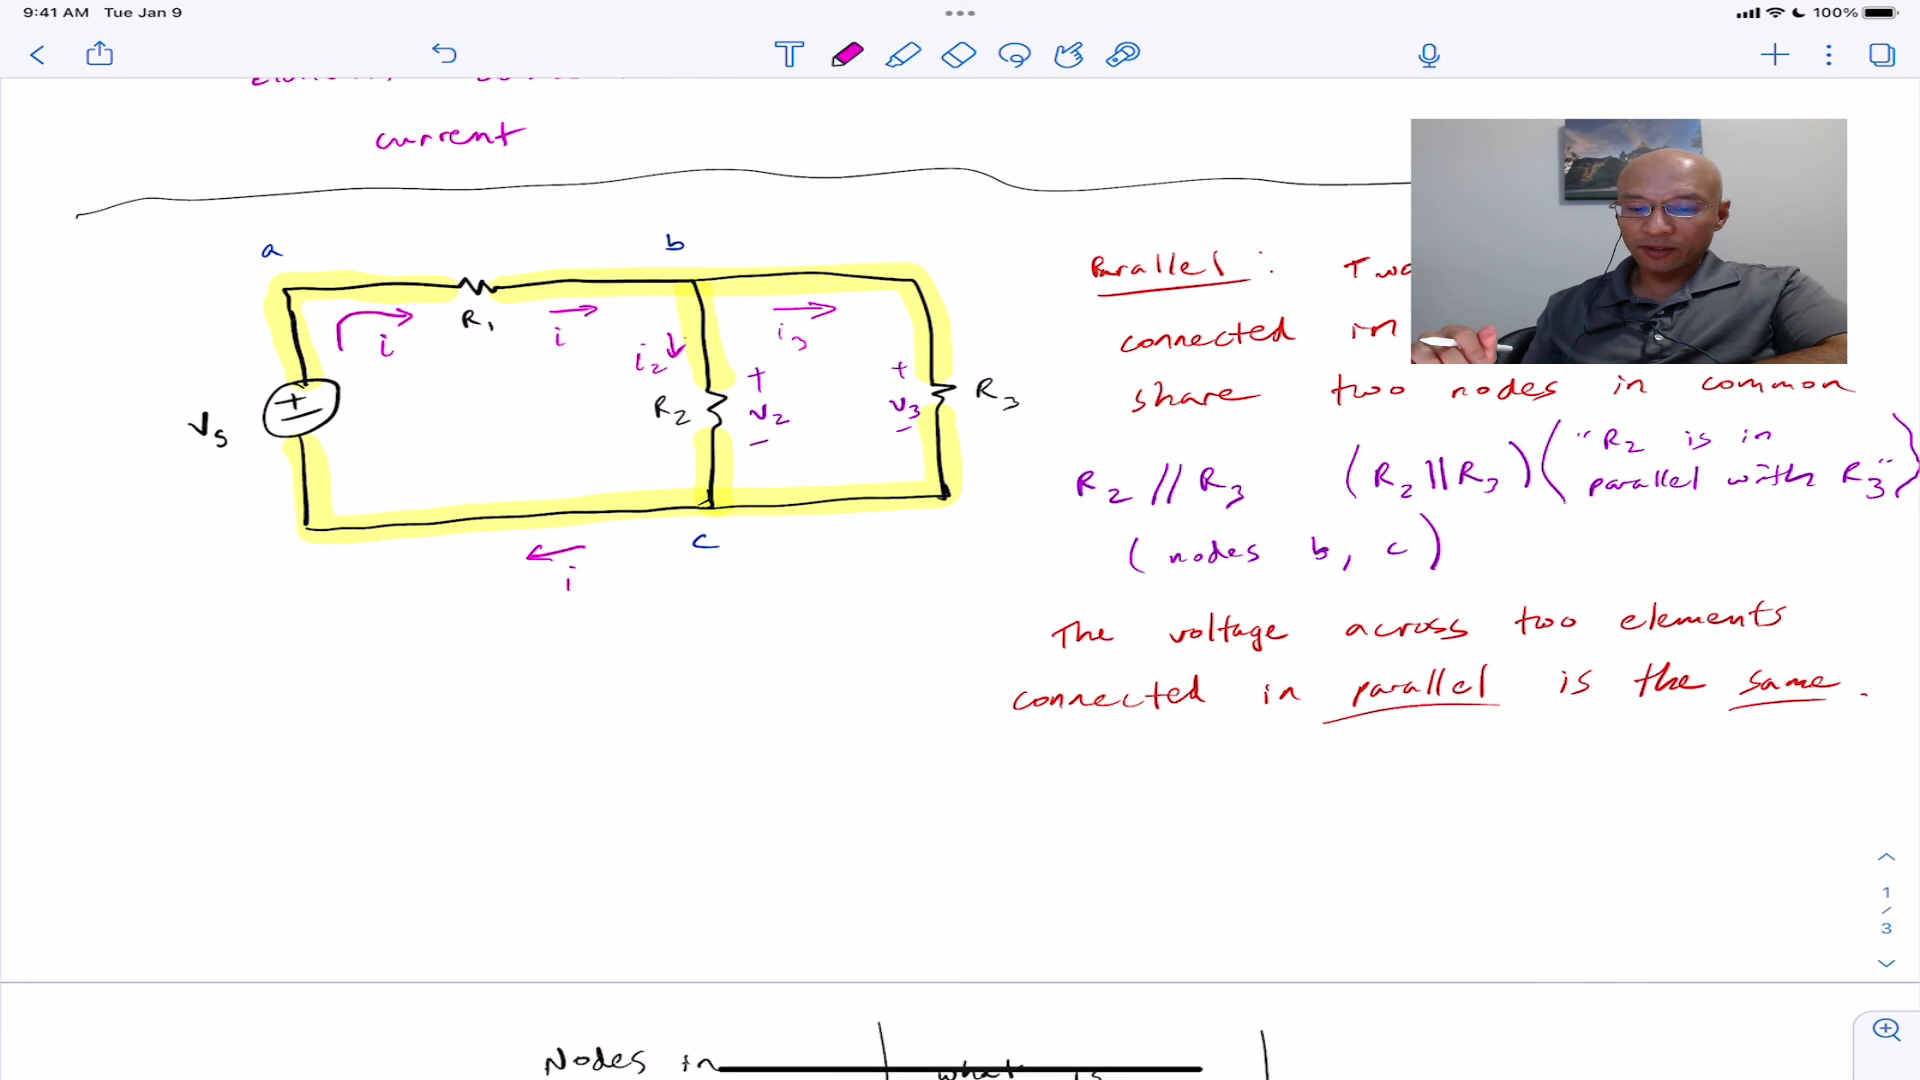 9:41 AM Tue Jan 9
100%
current
a
b
Parallel : Two
R1
i
i
i3
connected in
i2
+
+
share two nodes in common
Vs
+
R2
v2
v3
R3
R2 // R3 (R2 || R3) ("R2 is in
parallel with R3")
(nodes b, c)
c
i
The voltage across two elements
connected in parallel is the same.
1
/
3
Nodes in
what is